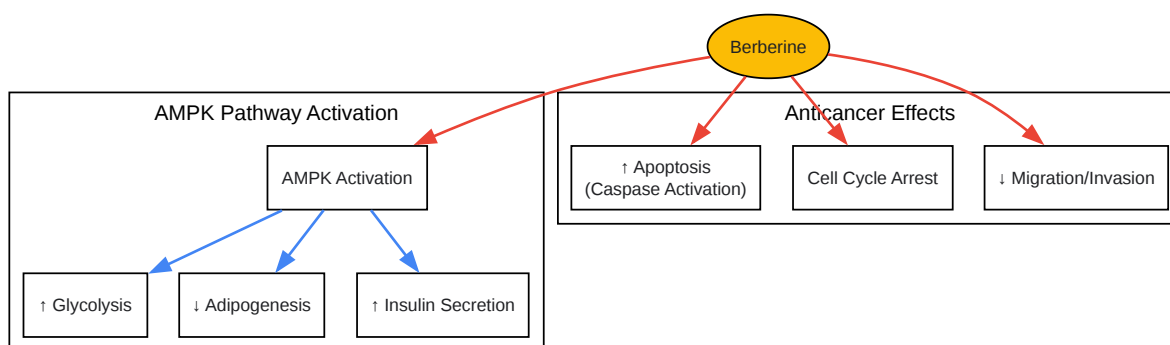 Berberine
AMPK Pathway Activation
Anticancer Effects
AMPK Activation
↑ Apoptosis
(Caspase Activation)
Cell Cycle Arrest
↓ Migration/Invasion
↑ Glycolysis
↓ Adipogenesis
↑ Insulin Secretion